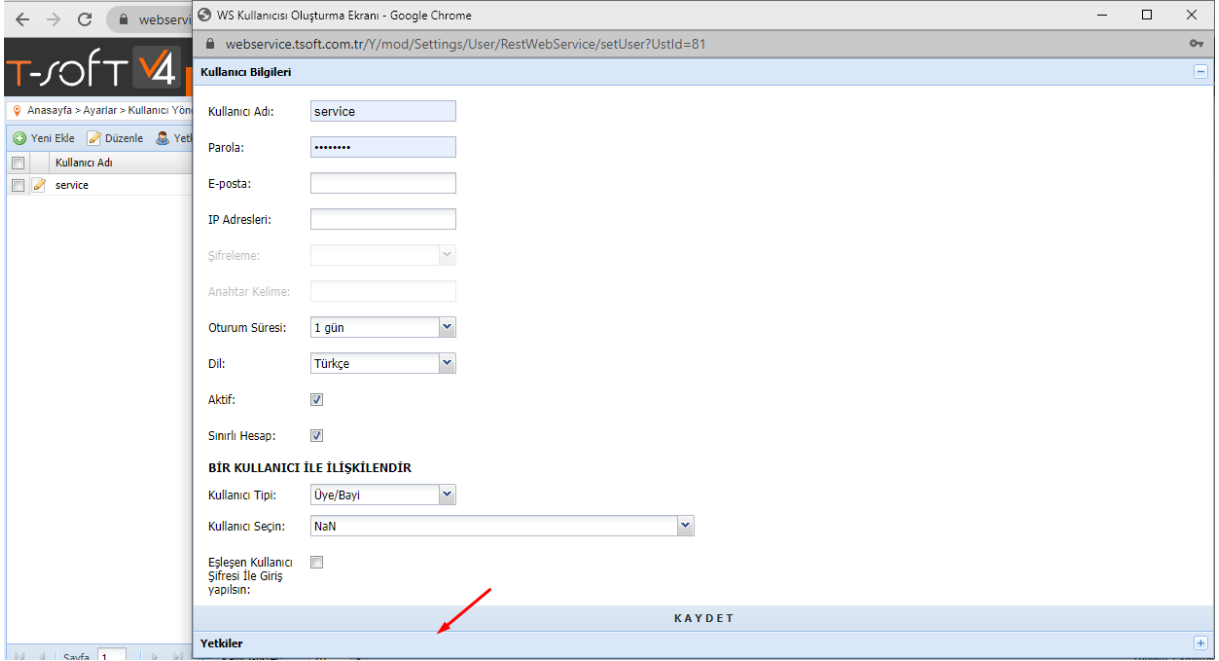 WS Kullanıcısı Oluşturma Ekranı - Google Chrome
webservi
webservice.tsoft.com.tr/Y/mod/Settings/User/RestWebService/setUser?UstId=81
T-soft V4
Kullanıcı Bilgileri
Anasayfa > Ayarlar > Kullanıcı Yöne
Yeni Ekle Düzenle Yetk
Kullanıcı Adı
service
Kullanıcı Adı: service
Parola: ••••••••
E-posta:
IP Adresleri:
Şifreleme:
Anahtar Kelime:
Oturum Süresi: 1 gün
Dil: Türkçe
Aktif:
Sınırlı Hesap:
BİR KULLANICI İLE İLİŞKİLENDİR
Kullanıcı Tipi: Üye/Bayi
Kullanıcı Seçin: NaN
Eşleşen Kullanıcı
Şifresi İle Giriş
yapılsın:
KAYDET
Yetkiler
Sayfa 1